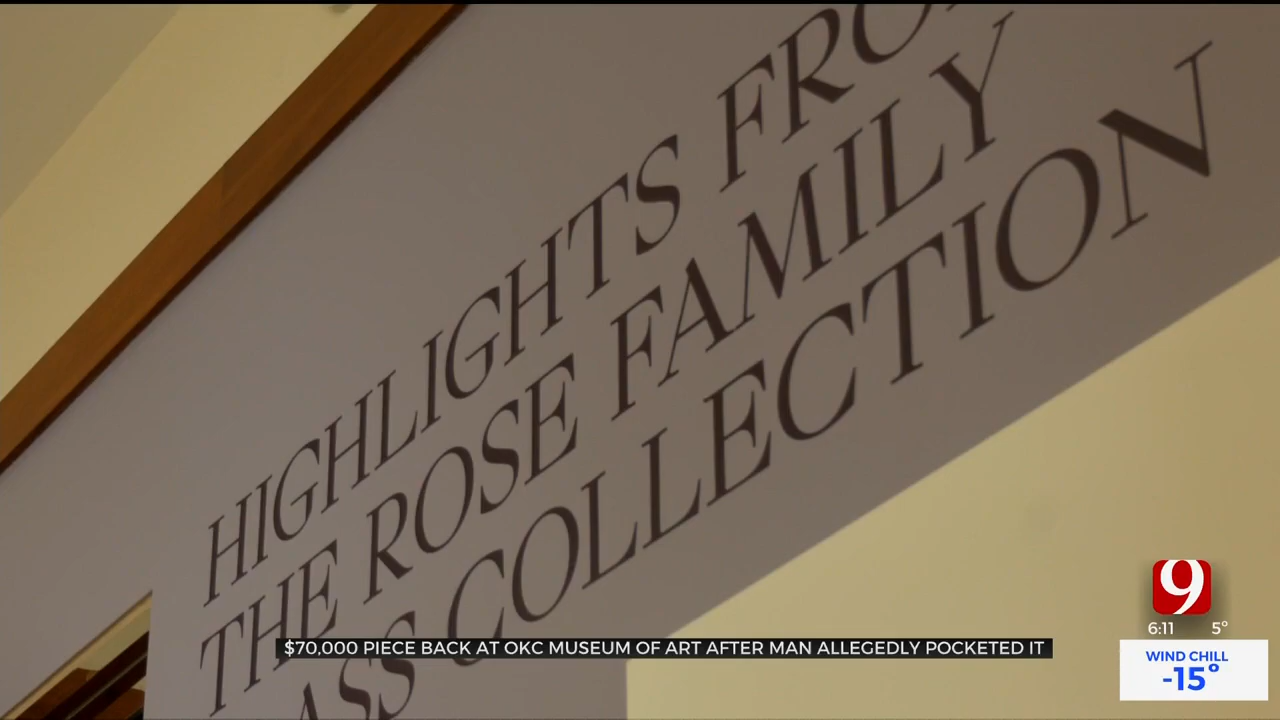 HIGHLIGHTS FRO
THE ROSE FAMILY
ASS COLLECTION
$70,000 PIECE BACK AT OKC MUSEUM OF ART AFTER MAN ALLEGEDLY POCKETED IT
9
6:11 5°
WIND CHILL
-15°